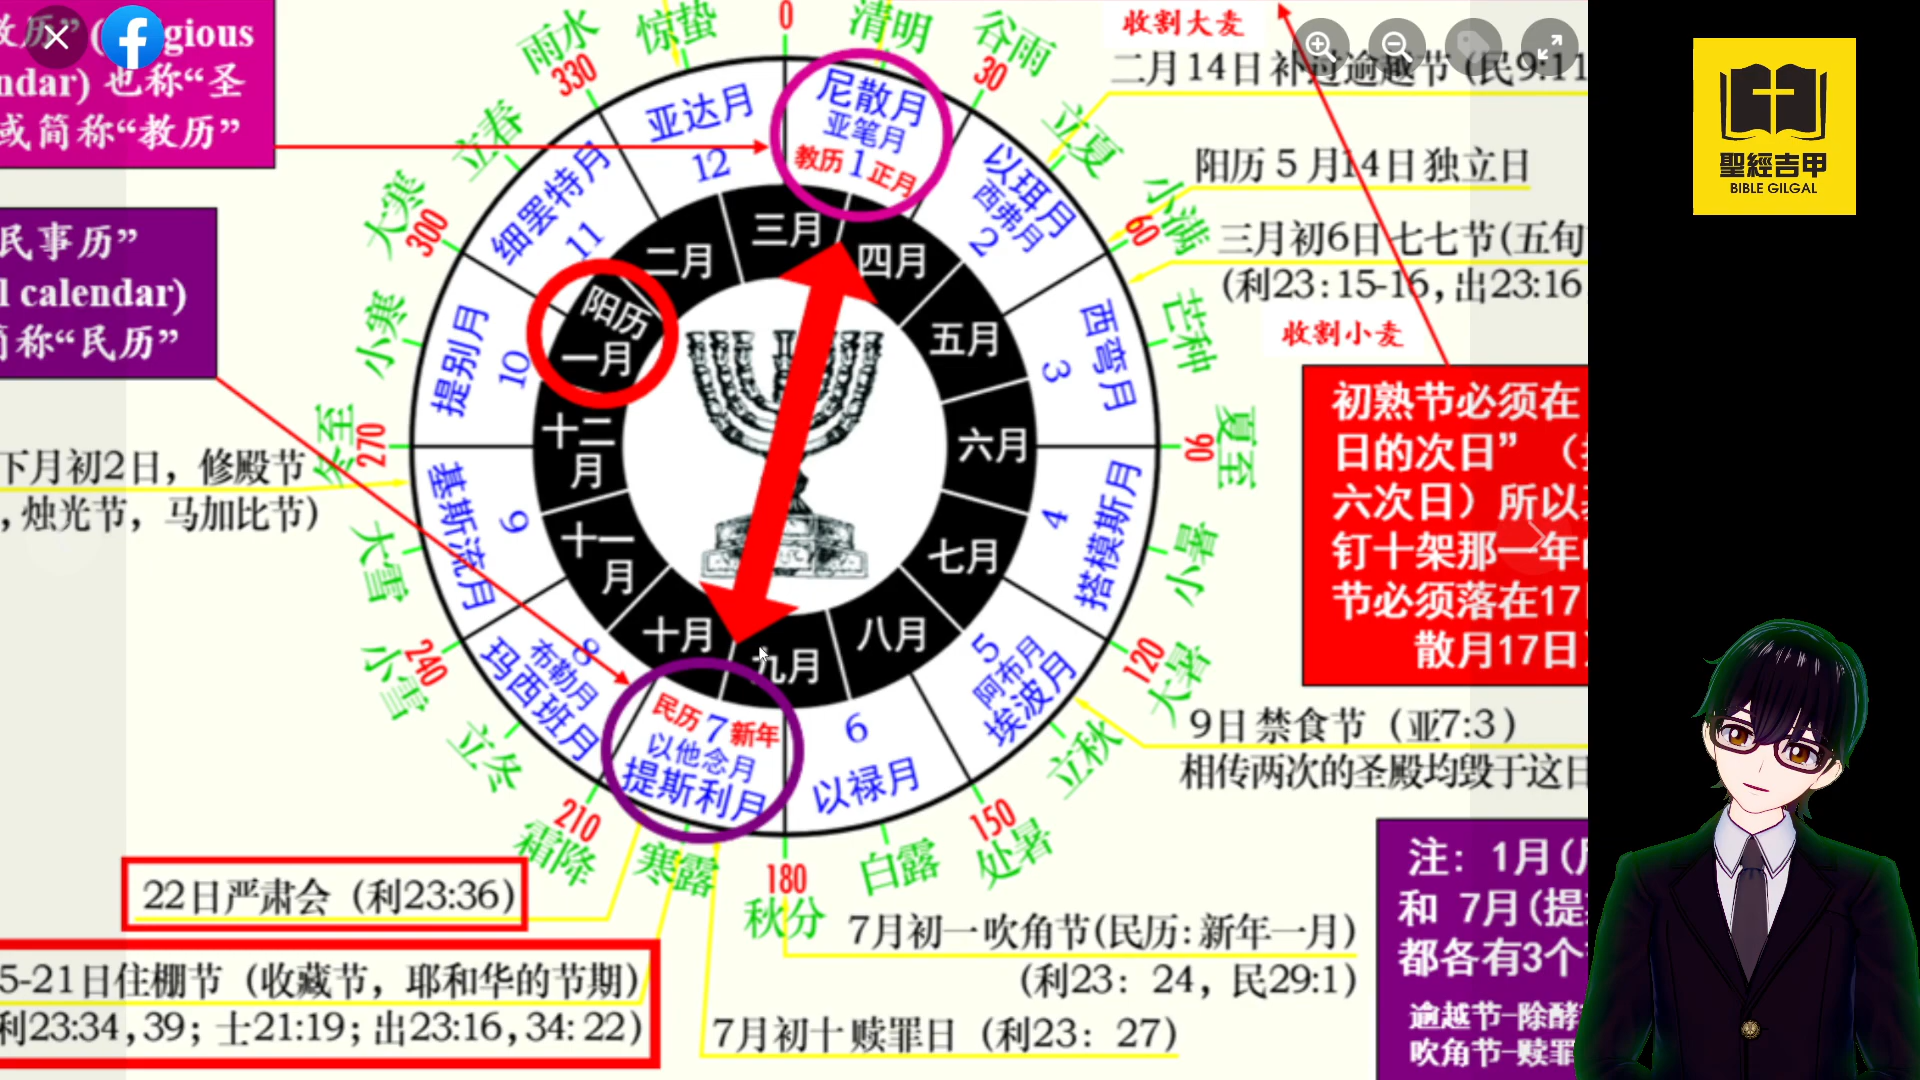 教历” (
gious
ndar) 也称“圣
或简称“教历”
民事历”
l calendar)
简称“民历”
下月初2日，修殿节
，烛光节，马加比节)
22日严肃会（利23:36)
5-21日住棚节（收藏节，耶和华的节期)
利23:34,39；士21:19；出23:16,34:22)
0
清明
谷雨
30
立夏
小满
60
芒种
夏至
90
小暑
大暑
120
立秋
处暑
150
白露
秋分
180
寒露
霜降
210
立冬
小雪
240
大雪
冬至
270
小寒
大寒
300
立春
雨水
330
惊蛰
尼散月
亚笔月
教历 1 正月
以珥月
西弗月
2
西弯月
3
搭模斯月
4
5
阿布月
埃波月
6
以禄月
民历 7 新年
以他念月
提斯利月
8
布勒月
玛西班月
9
基斯流月
提别月
10
细罢特月
11
亚达月
12
阳历
一月
二月
三月
四月
五月
六月
七月
八月
九月
十月
十一
月
十二
月
收割大麦
二月14日补过逾越节 (民9:11
阳历 5 月14日独立日
三月初6日七七节(五旬
(利23:15-16,出23:16
收割小麦
初熟节必须在
日的次日”（
六次日）所以
钉十架那一年
节必须落在17
散月17日
9日禁食节（亚7:3）
相传两次的圣殿均毁于这日
7月初一吹角节(民历:新年一月)
(利23：24，民29:1)
7月初十赎罪日（利23：27)
注：1月(
和 7月(提
都各有3个
逾越节-除酵
吹角节-赎罪
聖經吉甲
BIBLE GILGAL